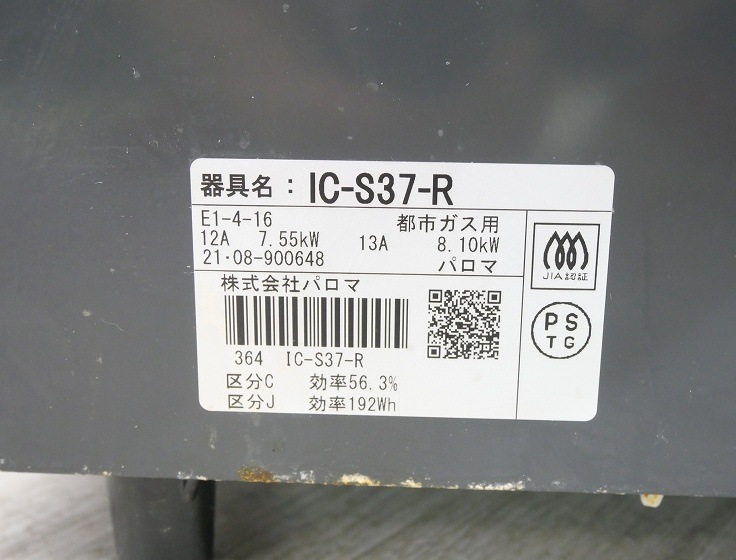 器具名：IC-S37-R
E1-4-16 都市ガス用
12A 7.55kW 13A 8.10kW
21·08-900648 パロマ
JIA認証
株式会社パロマ
PS
TG
364 IC-S37-R
区分C 効率56.3%
区分J 効率192Wh